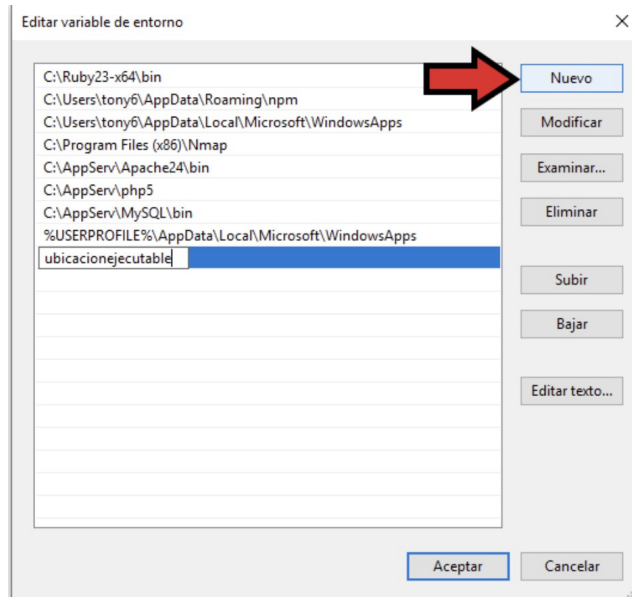 Editar variable de entorno
C:\Ruby23-x64\bin
C:\Users\tony6\AppData\Roaming\npm
C:\Users\tony6\AppData\Local\Microsoft\WindowsApps
C:\Program Files (x86)\Nmap
C:\AppServ\Apache24\bin
C:\AppServ\php5
C:\AppServ\MySQL\bin
%USERPROFILE%\AppData\Local\Microsoft\WindowsApps
ubicacionejecutable
Nuevo
Modificar
Examinar...
Eliminar
Subir
Bajar
Editar texto...
Aceptar
Cancelar